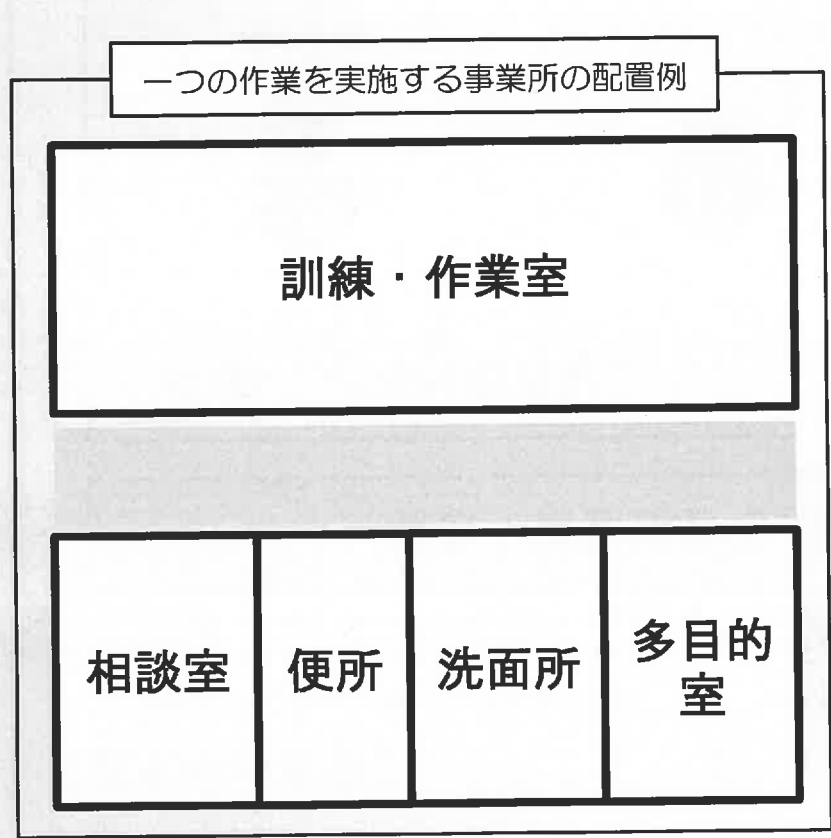 一つの作業を実施する事業所の配置例
訓練・作業室
相談室
便所
洗面所
多目的
室